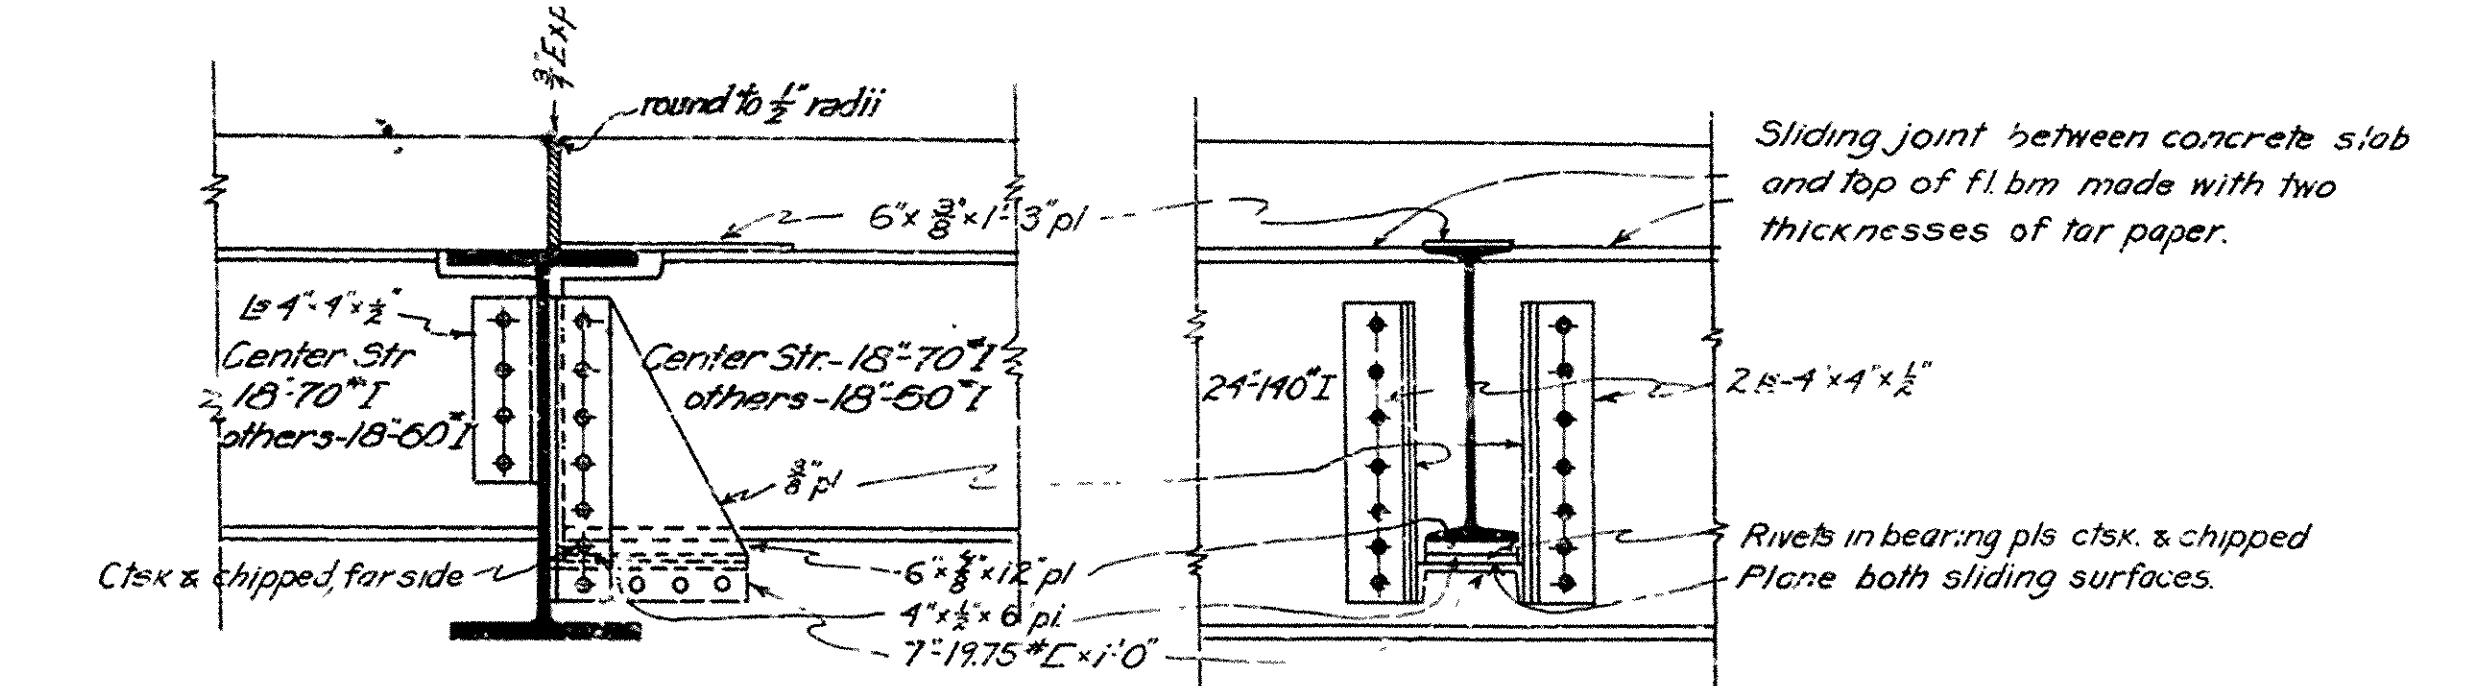 3/4" Exp
round to 1/2" radii
6" x 3/8" x 1'-3" pl
Sliding joint between concrete slab
and top of fl. bm made with two
thicknesses of tar paper.
Ls 4"-4"x1/2"
Center Str
18"-70# I
others-18"-60# I
Center Str.-18"-70# I
others-18"-60# I
24"-140# I
2 Ls-4"x4"x1/2"
3/8" pl
Rivets in bearing pls ctsk. & chipped
Plane both sliding surfaces.
Ctsk & chipped, far side
6" x 5/8" x 12" pl
4" x 1/2" x 6" pl.
7"-19.75# [ x 1'-0"